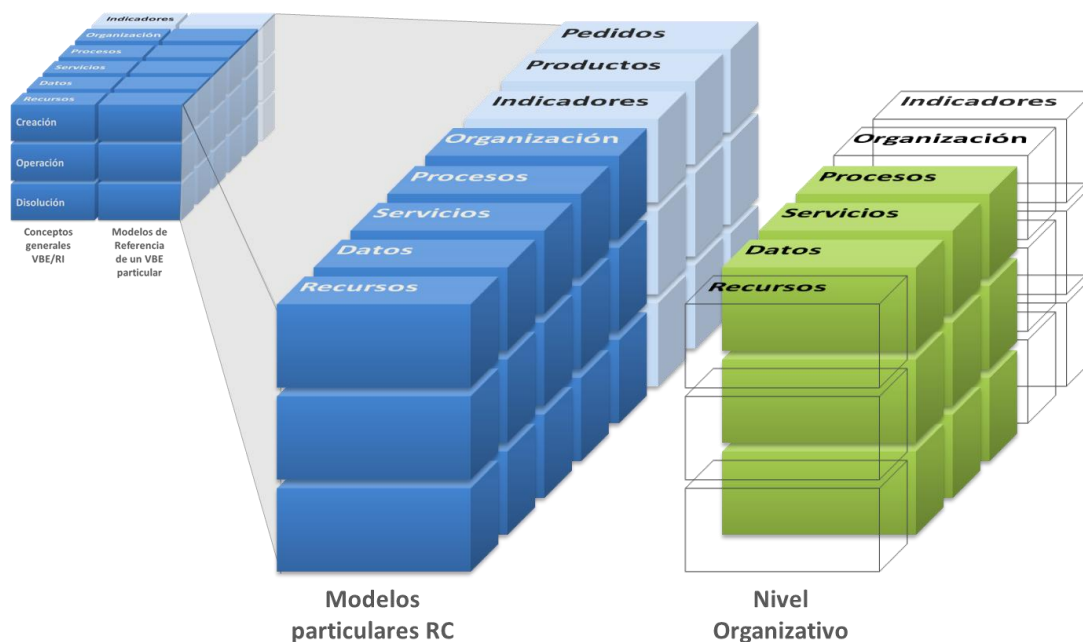 Indicadores
Organización
Procesos
Servicios
Datos
Recursos
Creación
Operación
Disolución
Conceptos
generales
VBE/RI
Modelos de
Referencia
de un VBE
particular
Pedidos
Productos
Indicadores
Organización
Procesos
Servicios
Datos
Recursos
Modelos
particulares RC
Indicadores
Organización
Procesos
Servicios
Datos
Recursos
Nivel
Organizativo